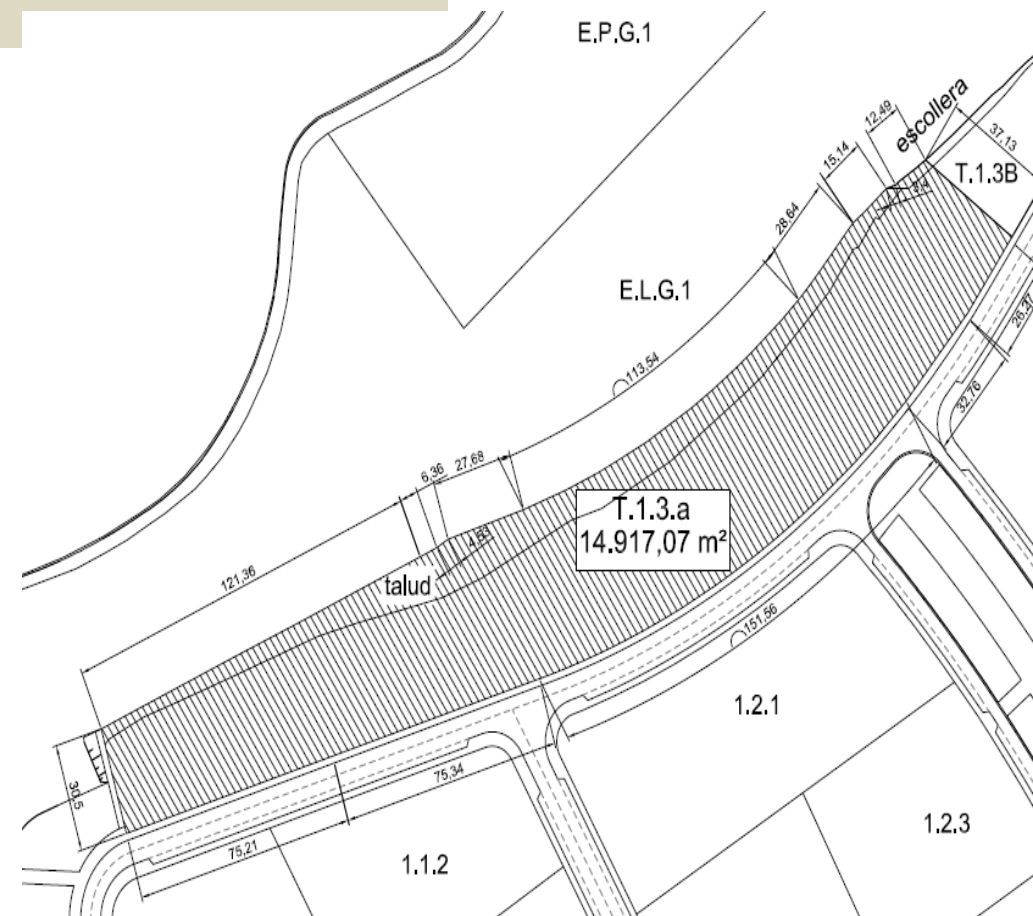 E.P.G.1
12,49
escollera
37,13
15,14
T.1.3B
28,64
E.L.G.1
26,27
113,54
32,76
6,36
27,68
T.1.3.a
14.917,07 m²
4,53
121,36
talud
151,56
1.2.1
30,5
75,34
75,21
1.1.2
1.2.3